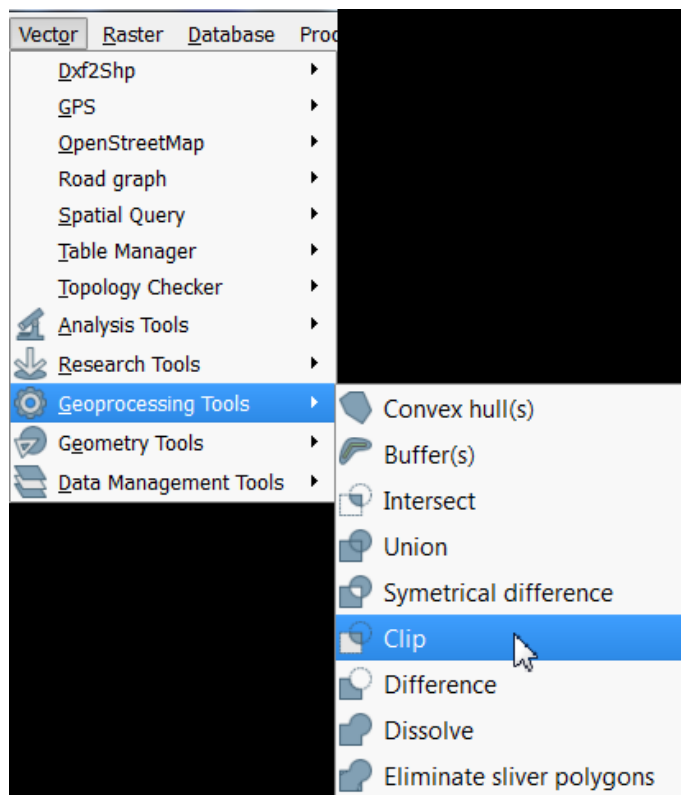 Vector Raster Database
Dxf2Shp
GPS
OpenStreetMap
Road graph
Spatial Query
Table Manager
Topology Checker
Analysis Tools
Research Tools
Geoprocessing Tools
Geometry Tools
Data Management Tools
Convex hull(s)
Buffer(s)
Intersect
Union
Symetrical difference
Clip
Difference
Dissolve
Eliminate sliver polygons